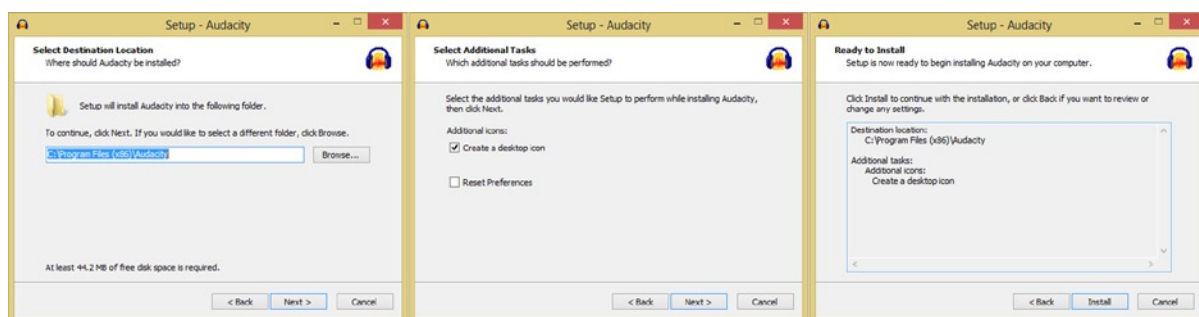 Setup - Audacity
Select Destination Location
Where should Audacity be installed?
Setup will install Audacity into the following folder.
To continue, click Next. If you would like to select a different folder, click Browse.
C:\Program Files (x86)\Audacity
Browse...
At least 44.2 MB of free disk space is required.
< Back
Next >
Cancel
Setup - Audacity
Select Additional Tasks
Which additional tasks should be performed?
Select the additional tasks you would like Setup to perform while installing Audacity,
then click Next.
Additional icons:
Create a desktop icon
Reset Preferences
< Back
Next >
Cancel
Setup - Audacity
Ready to Install
Setup is now ready to begin installing Audacity on your computer.
Click Install to continue with the installation, or click Back if you want to review or
change any settings.
Destination location:
C:\Program Files (x86)\Audacity
Additional tasks:
Additional icons:
Create a desktop icon
< Back
Install
Cancel